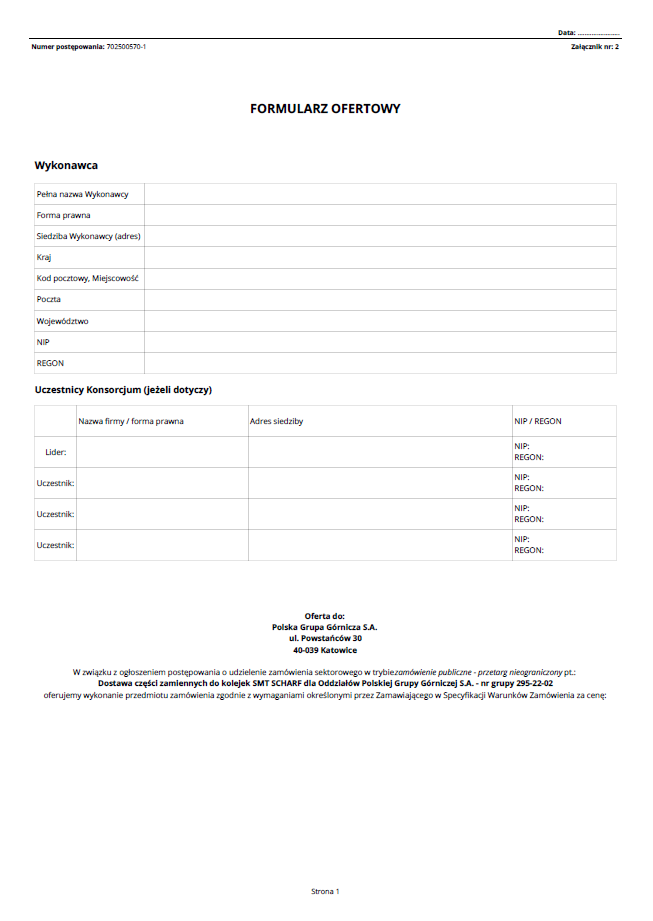 Data: ......................
Numer postępowania: 702500570-1
Załącznik nr: 2
FORMULARZ OFERTOWY
Wykonawca
Pełna nazwa Wykonawcy
Forma prawna
Siedziba Wykonawcy (adres)
Kraj
Kod pocztowy, Miejscowość
Poczta
Województwo
NIP
REGON
Uczestnicy Konsorcjum (jeżeli dotyczy)
Nazwa firmy / forma prawna
Adres siedziby
NIP / REGON
Lider:
NIP:
REGON:
Uczestnik:
NIP:
REGON:
Uczestnik:
NIP:
REGON:
Uczestnik:
NIP:
REGON:
Oferta do:
Polska Grupa Górnicza S.A.
ul. Powstańców 30
40-039 Katowice
W związku z ogłoszeniem postępowania o udzielenie zamówienia sektorowego w trybiezamówienie publiczne - przetarg nieograniczony pt.:
Dostawa części zamiennych do kolejek SMT SCHARF dla Oddziałów Polskiej Grupy Górniczej S.A. - nr grupy 295-22-02
oferujemy wykonanie przedmiotu zamówienia zgodnie z wymaganiami określonymi przez Zamawiającego w Specyfikacji Warunków Zamówienia za cenę:
Strona 1